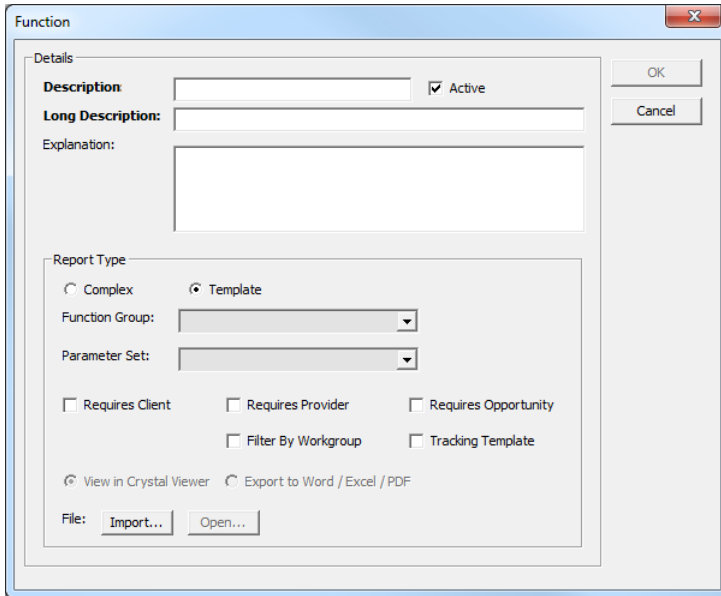 Function
Details
OK
Description:
Active
Cancel
Long Description:
Explanation:
Report Type
Complex Template
Function Group:
Parameter Set:
Requires Client Requires Provider Requires Opportunity
Filter By Workgroup Tracking Template
View in Crystal Viewer Export to Word / Excel / PDF
File: Import... Open...